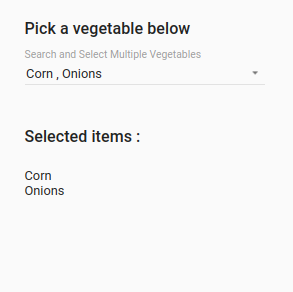 Pick a vegetable below
Search and Select Multiple Vegetables
Corn , Onions
Selected items :
Corn
Onions